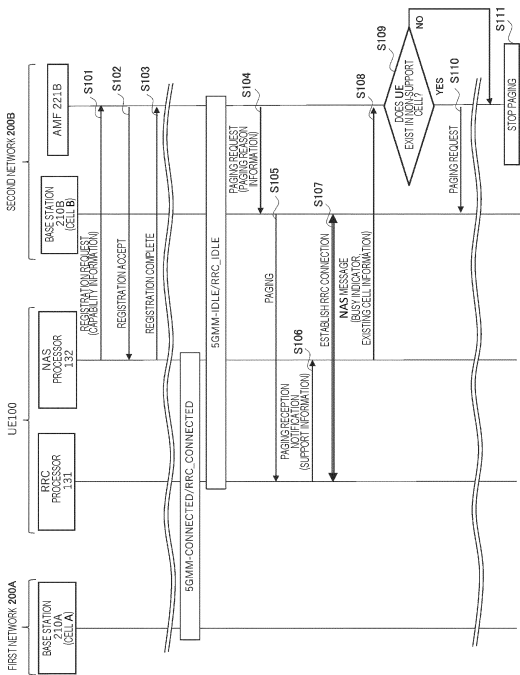 FIRST NETWORK 200A
UE100
SECOND NETWORK 200B
BASE STATION
210A
(CELL A)
RRC
PROCESSOR
131
NAS
PROCESSOR
132
BASE STATION
210B
(CELL B)
AMF 221B
REGISTRATION REQUEST
(CAPABILITY INFORMATION)
S101
REGISTRATION ACCEPT
S102
REGISTRATION COMPLETE
S103
5GMM-CONNECTED/RRC_CONNECTED
5GMM-IDLE/RRC_IDLE
PAGING REQUEST
(PAGING REASON
INFORMATION)
S104
PAGING
S105
PAGING RECEPTION
NOTIFICATION
(SUPPORT INFORMATION)
S106
ESTABLISH RRC CONNECTION
S107
NAS MESSAGE
(BUSY INDICATOR,
EXISTING CELL INFORMATION)
S108
DOES UE
EXIST IN NON-SUPPORT
CELL?
S109
NO
YES
PAGING REQUEST
S110
STOP PAGING
S111